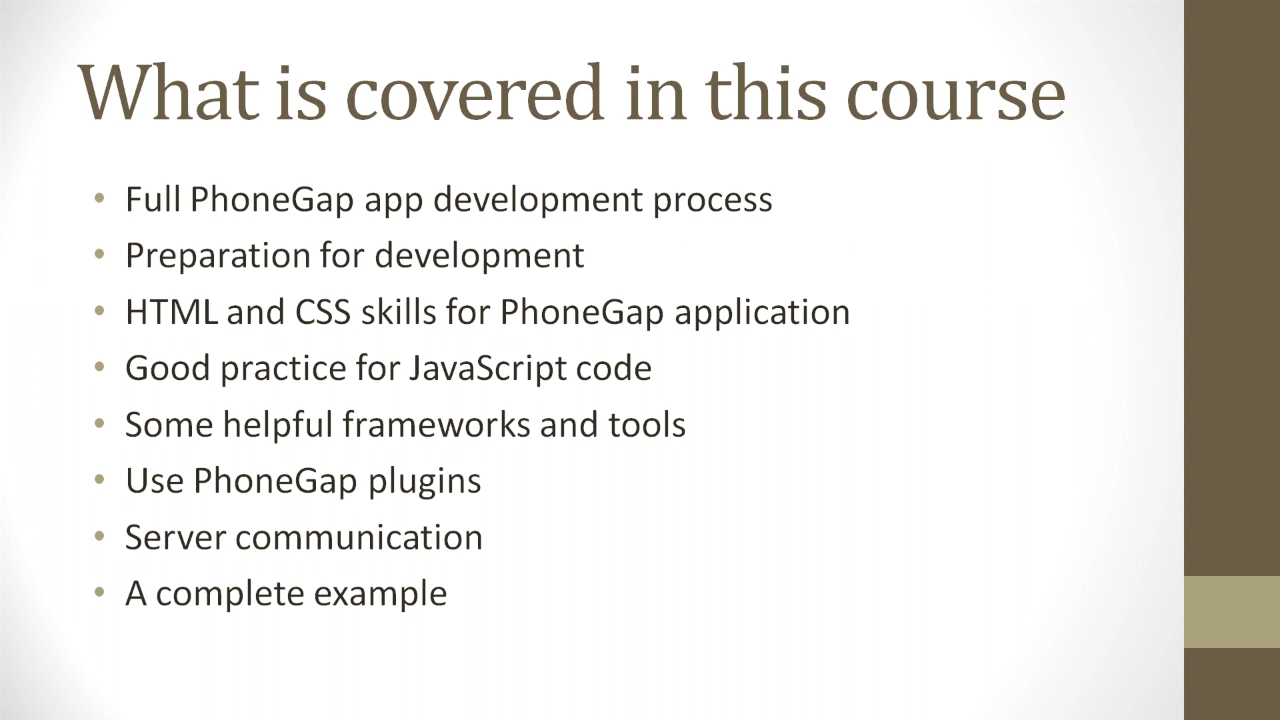 What is covered in this course
• Full PhoneGap app development process
• Preparation for development
• HTML and CSS skills for PhoneGap application
• Good practice for JavaScript code
• Some helpful frameworks and tools
• Use PhoneGap plugins
• Server communication
• A complete example